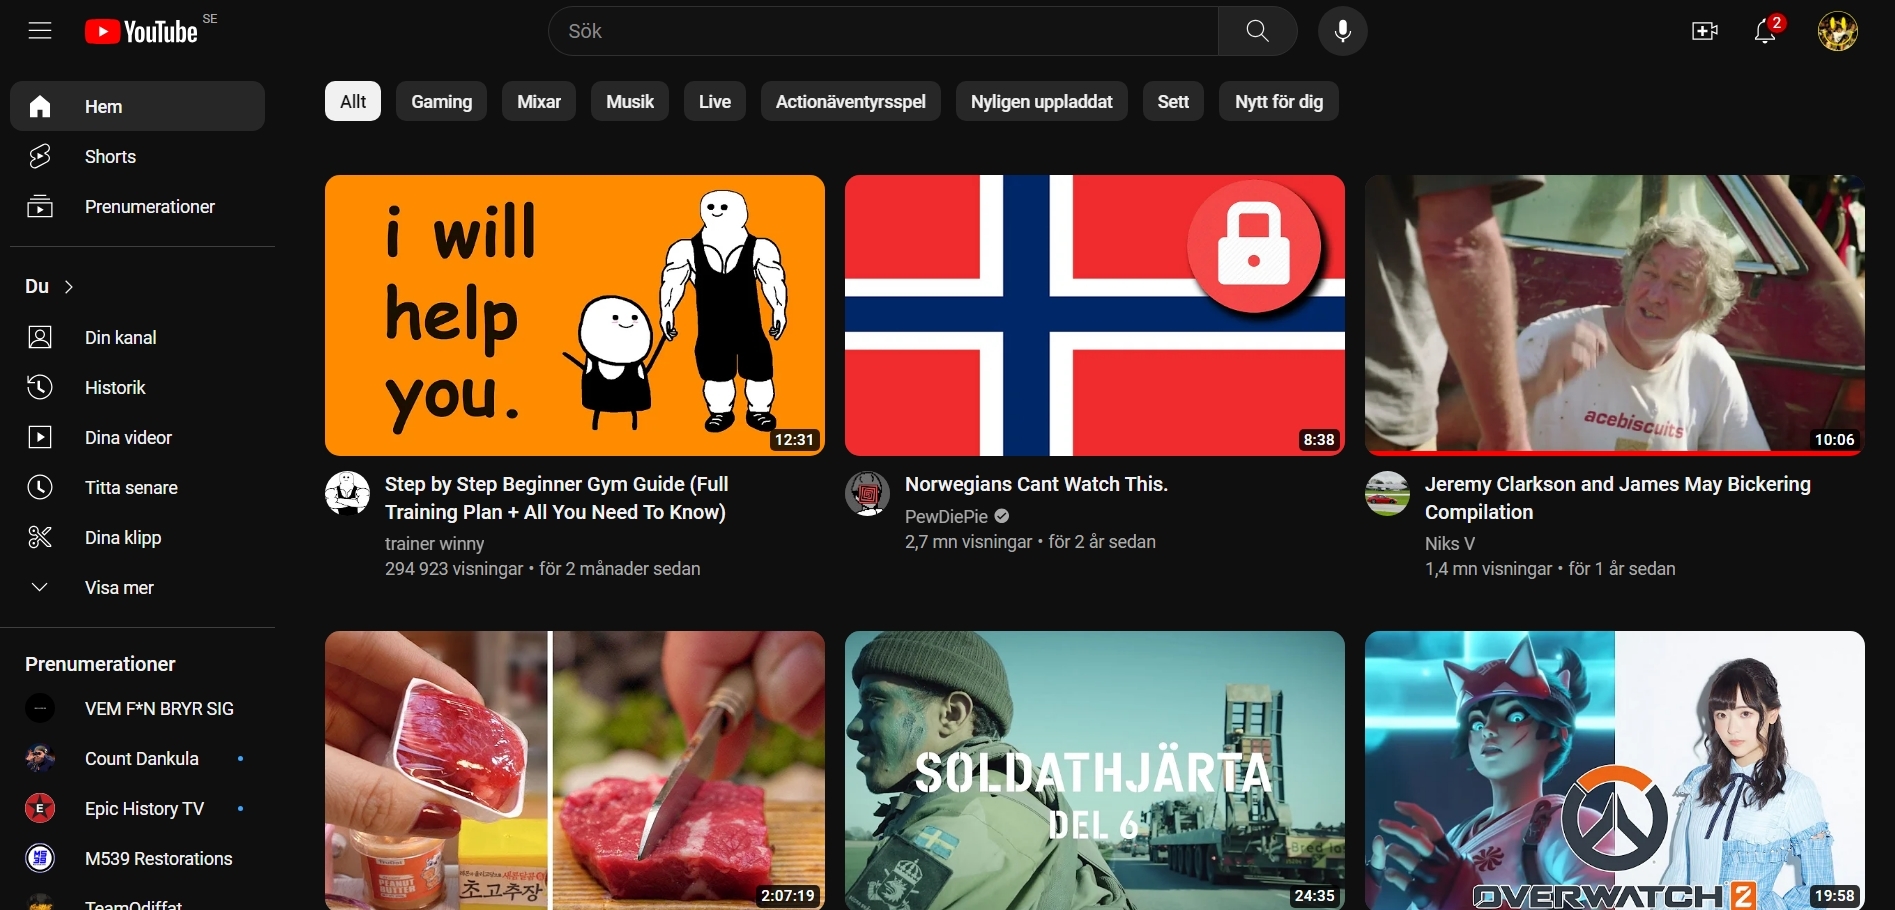 YouTube SE
Sök
2
Hem
Shorts
Prenumerationer
Du
Din kanal
Historik
Dina videor
Titta senare
Dina klipp
Visa mer
Prenumerationer
VEM F*N BRYR SIG
Count Dankula
E
Epic History TV
M539 Restorations
TeamOdiffat
Allt
Gaming
Mixar
Musik
Live
Actionäventyrsspel
Nyligen uppladdat
Sett
Nytt för dig
i will
help
you.
12:31
Step by Step Beginner Gym Guide (Full
Training Plan + All You Need To Know)
trainer winny
294 923 visningar • för 2 månader sedan
8:38
Norwegians Cant Watch This.
PewDiePie
2,7 mn visningar • för 2 år sedan
acebiscuits
10:06
Jeremy Clarkson and James May Bickering
Compilation
Niks V
1,4 mn visningar • för 1 år sedan
PEANUT
BUTTER
초고추장
2:07:19
SOLDATHJÄRTA
DEL 6
Bred
24:35
OVERWATCH 2
19:58